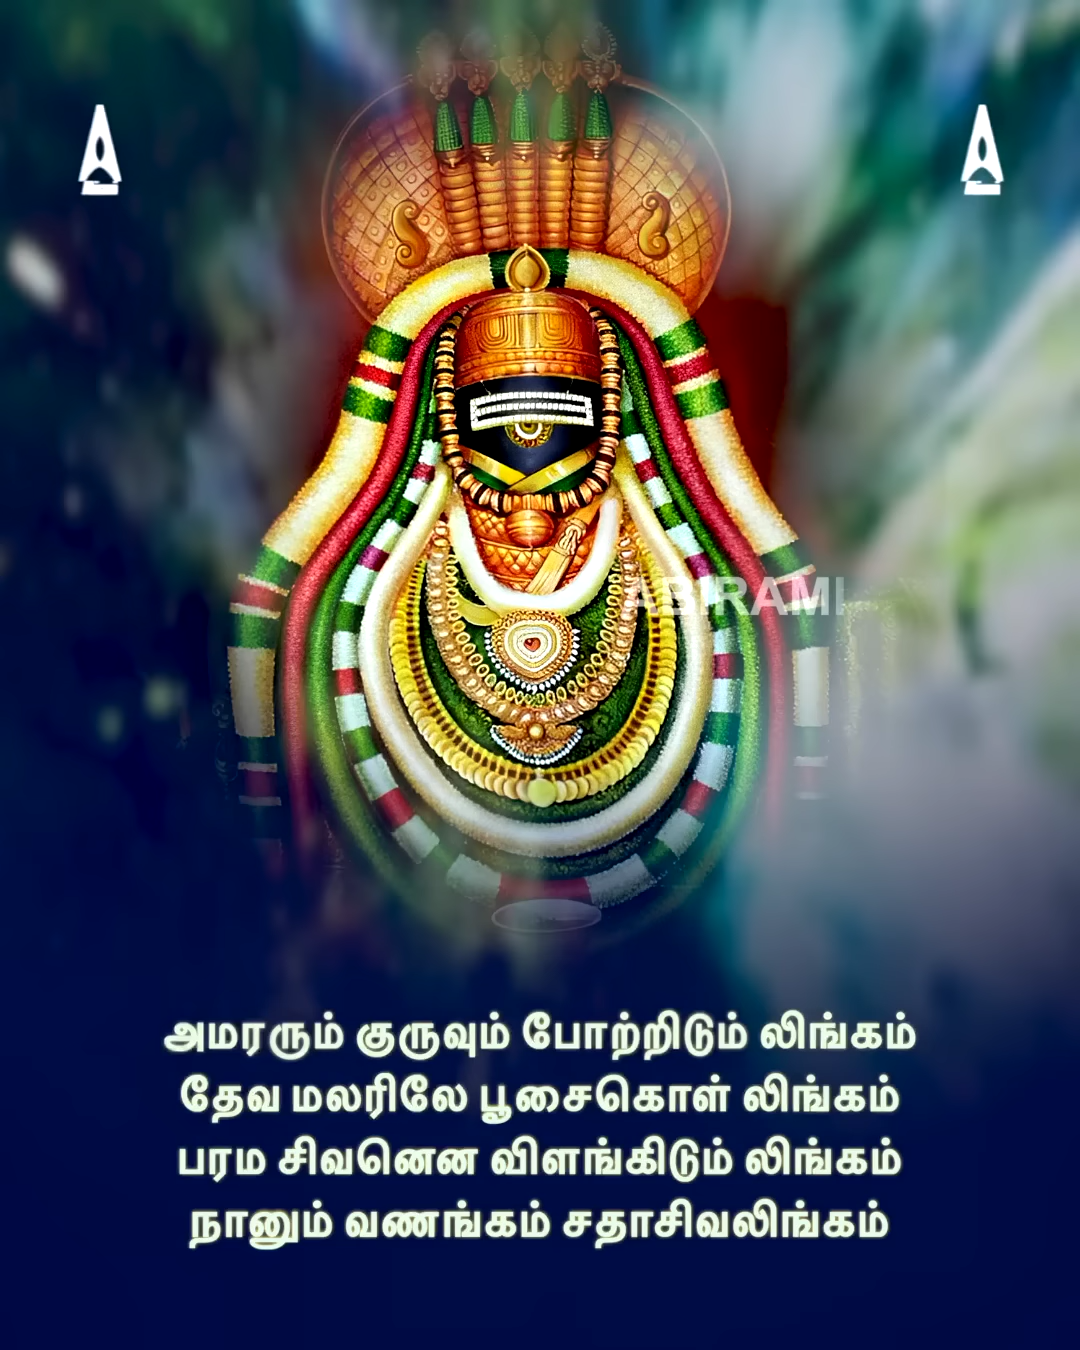 ABIRAMI
அமரரும் குருவும் போற்றிடும் லிங்கம்
தேவ மலரிலே பூசைகொள் லிங்கம்
பரம சிவனென விளங்கிடும் லிங்கம்
நானும் வணங்கம் சதாசிவலிங்கம்